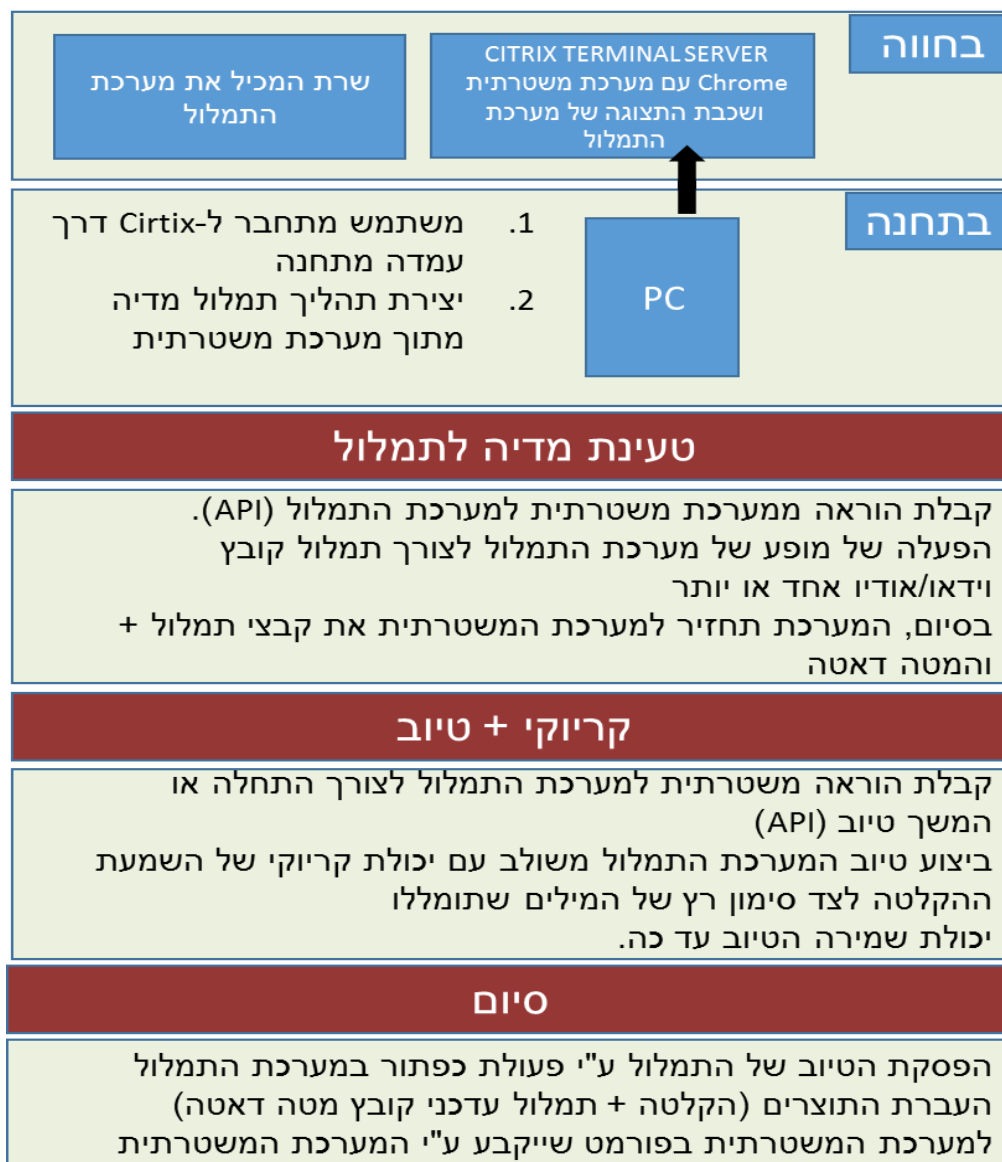 בחווה
CITRIX TERMINAL SERVER
Chrome עם מערכת משטרתית
ושכבת התצוגה של מערכת
התמלול
שרת המכיל את מערכת
התמלול
בתחנה
PC
1. משתמש מתחבר ל-Cirtix דרך
עמדה מתחנה
2. יצירת תהליך תמלול מדיה
מתוך מערכת משטרתית
טעינת מדיה לתמלול
קבלת הוראה ממערכת משטרתית למערכת התמלול (API).
הפעלה של מופע של מערכת התמלול לצורך תמלול קובץ
וידאו/אודיו אחד או יותר
בסיום, המערכת תחזיר למערכת המשטרתית את קבצי תמלול +
והמטה דאטה
קריוקי + טיוב
קבלת הוראה משטרתית למערכת התמלול לצורך התחלה או
המשך טיוב (API)
ביצוע טיוב המערכת התמלול משולב עם יכולת קריוקי של השמעת
ההקלטה לצד סימון רץ של המילים שתומללו
יכולת שמירה הטיוב עד כה.
סיום
הפסקת הטיוב של התמלול ע"י פעולת כפתור במערכת התמלול
העברת התוצרים (הקלטה + תמלול עדכני קובץ מטה דאטה)
למערכת המשטרתית בפורמט שייקבע ע"י המערכת המשטרתית